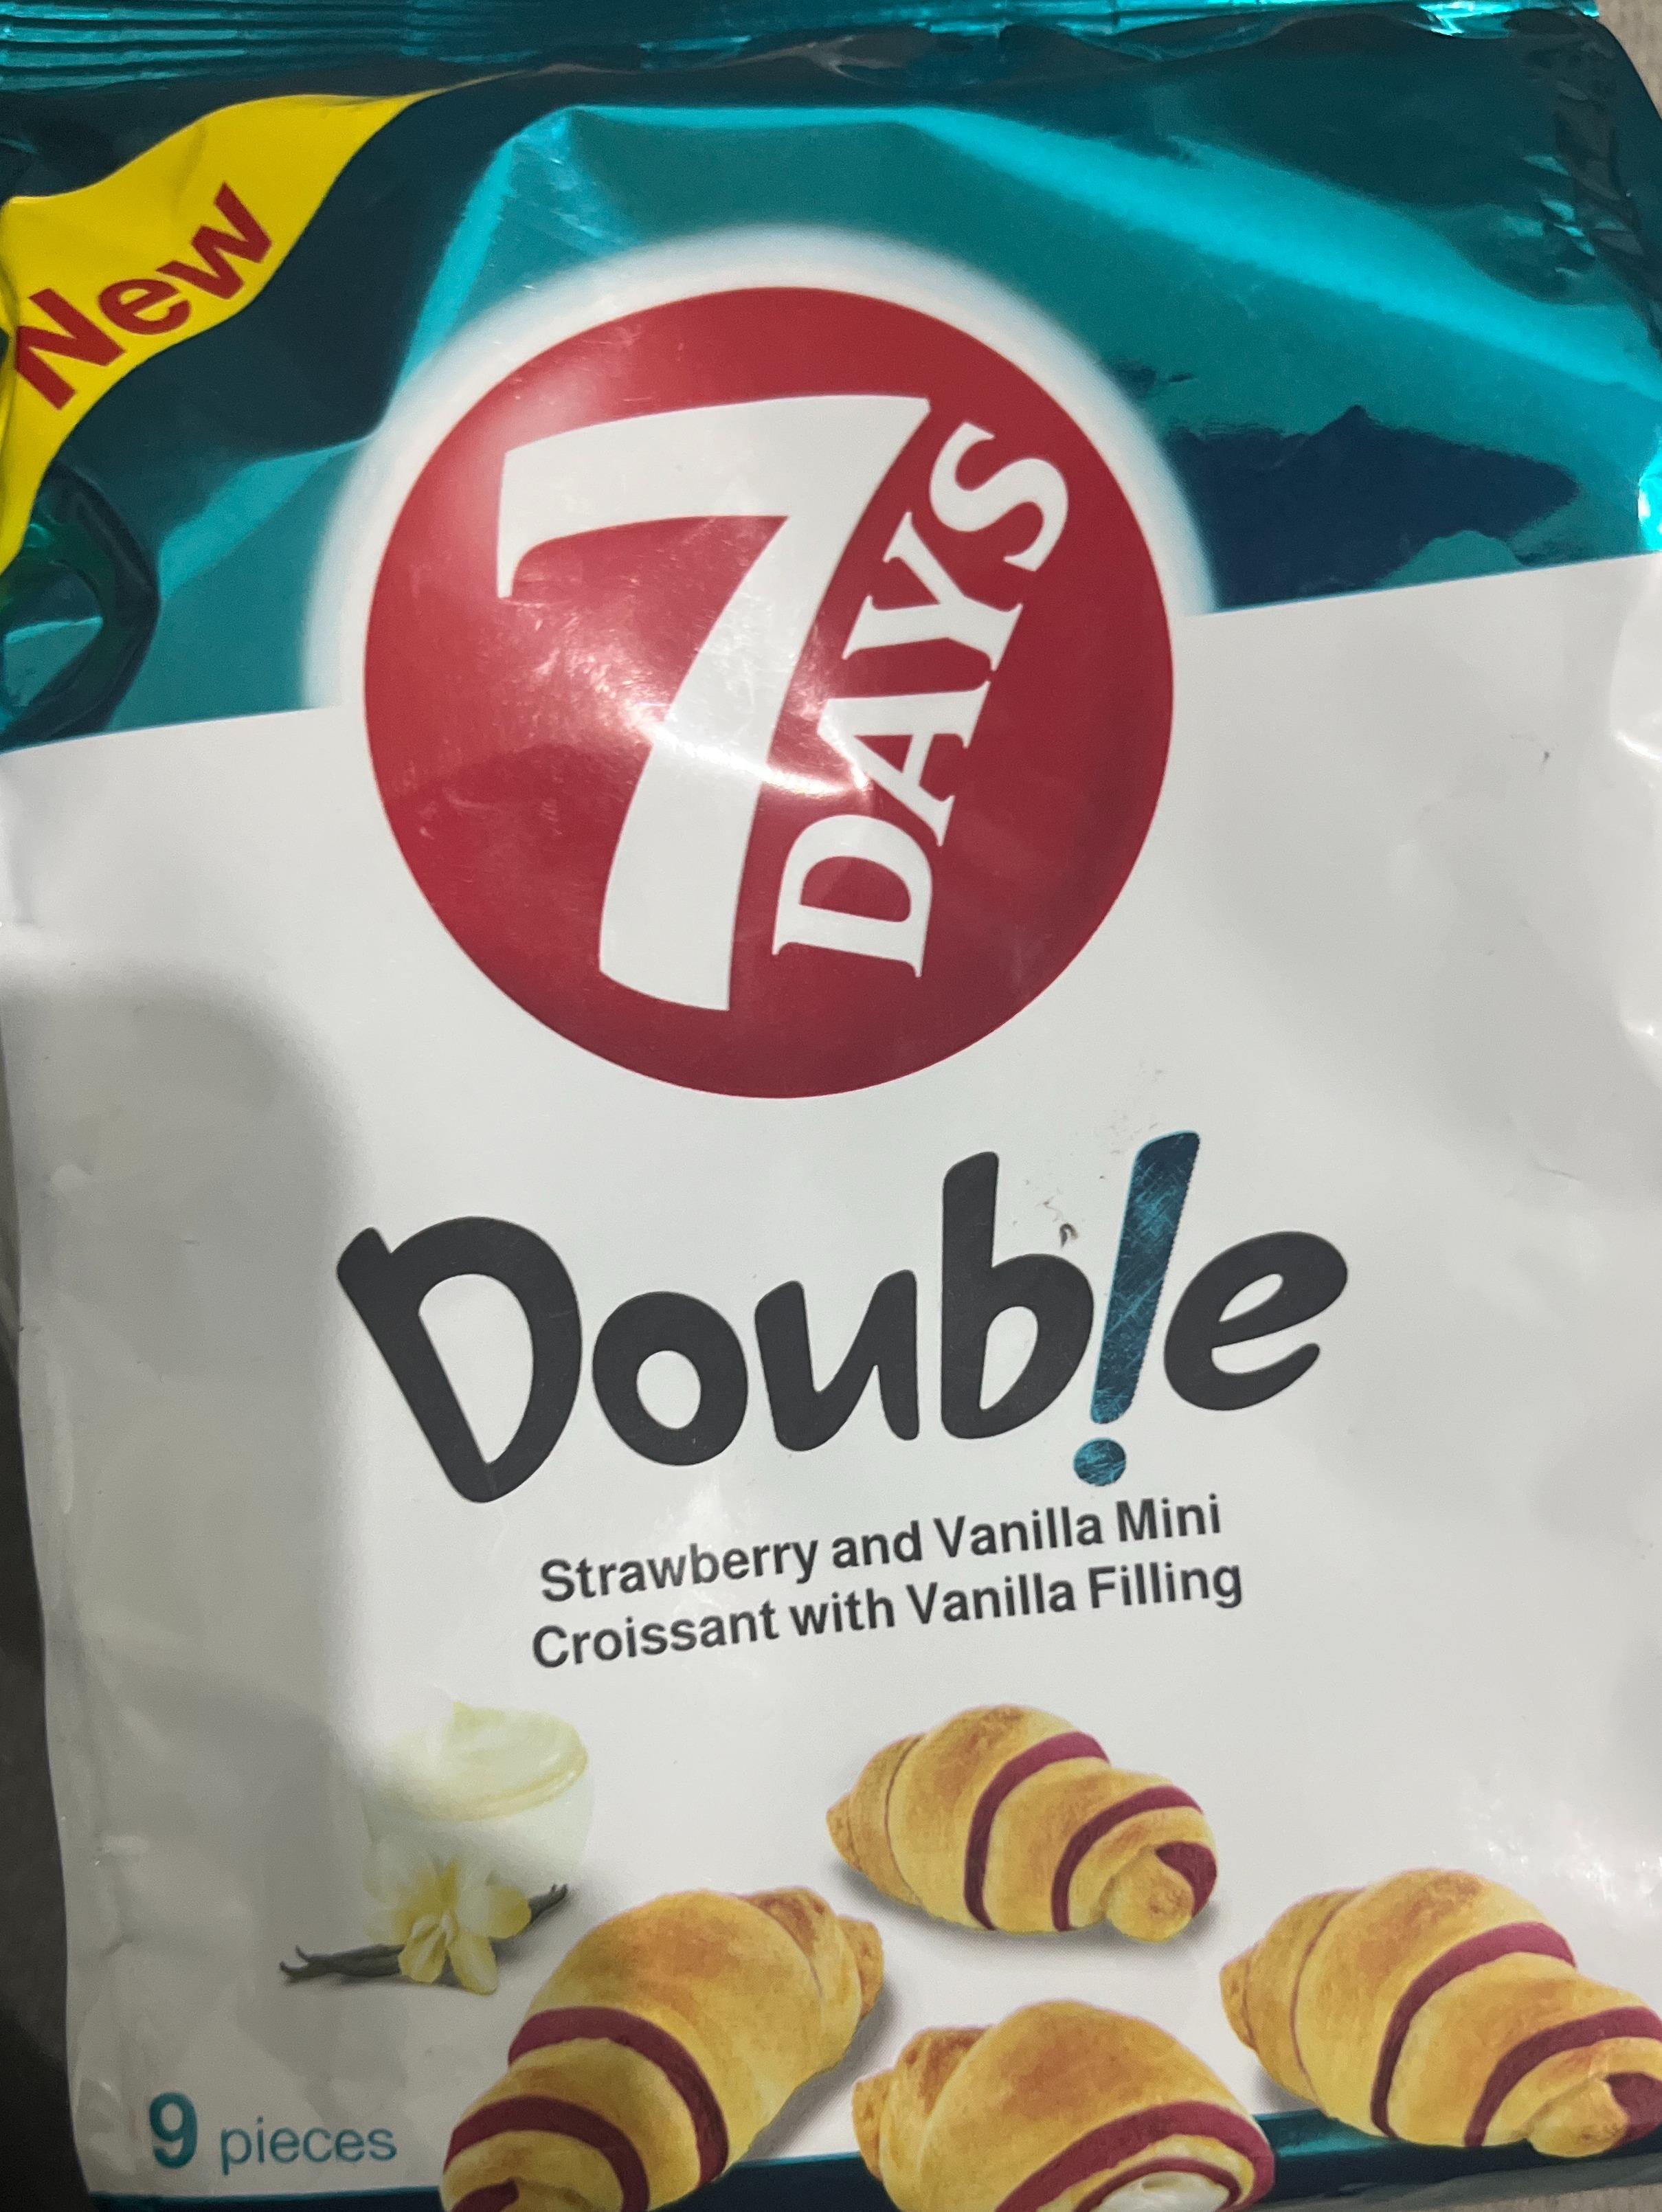 New
7
DAYS
Double
Strawberry and Vanilla Mini
Croissant with Vanilla Filling
9 pieces